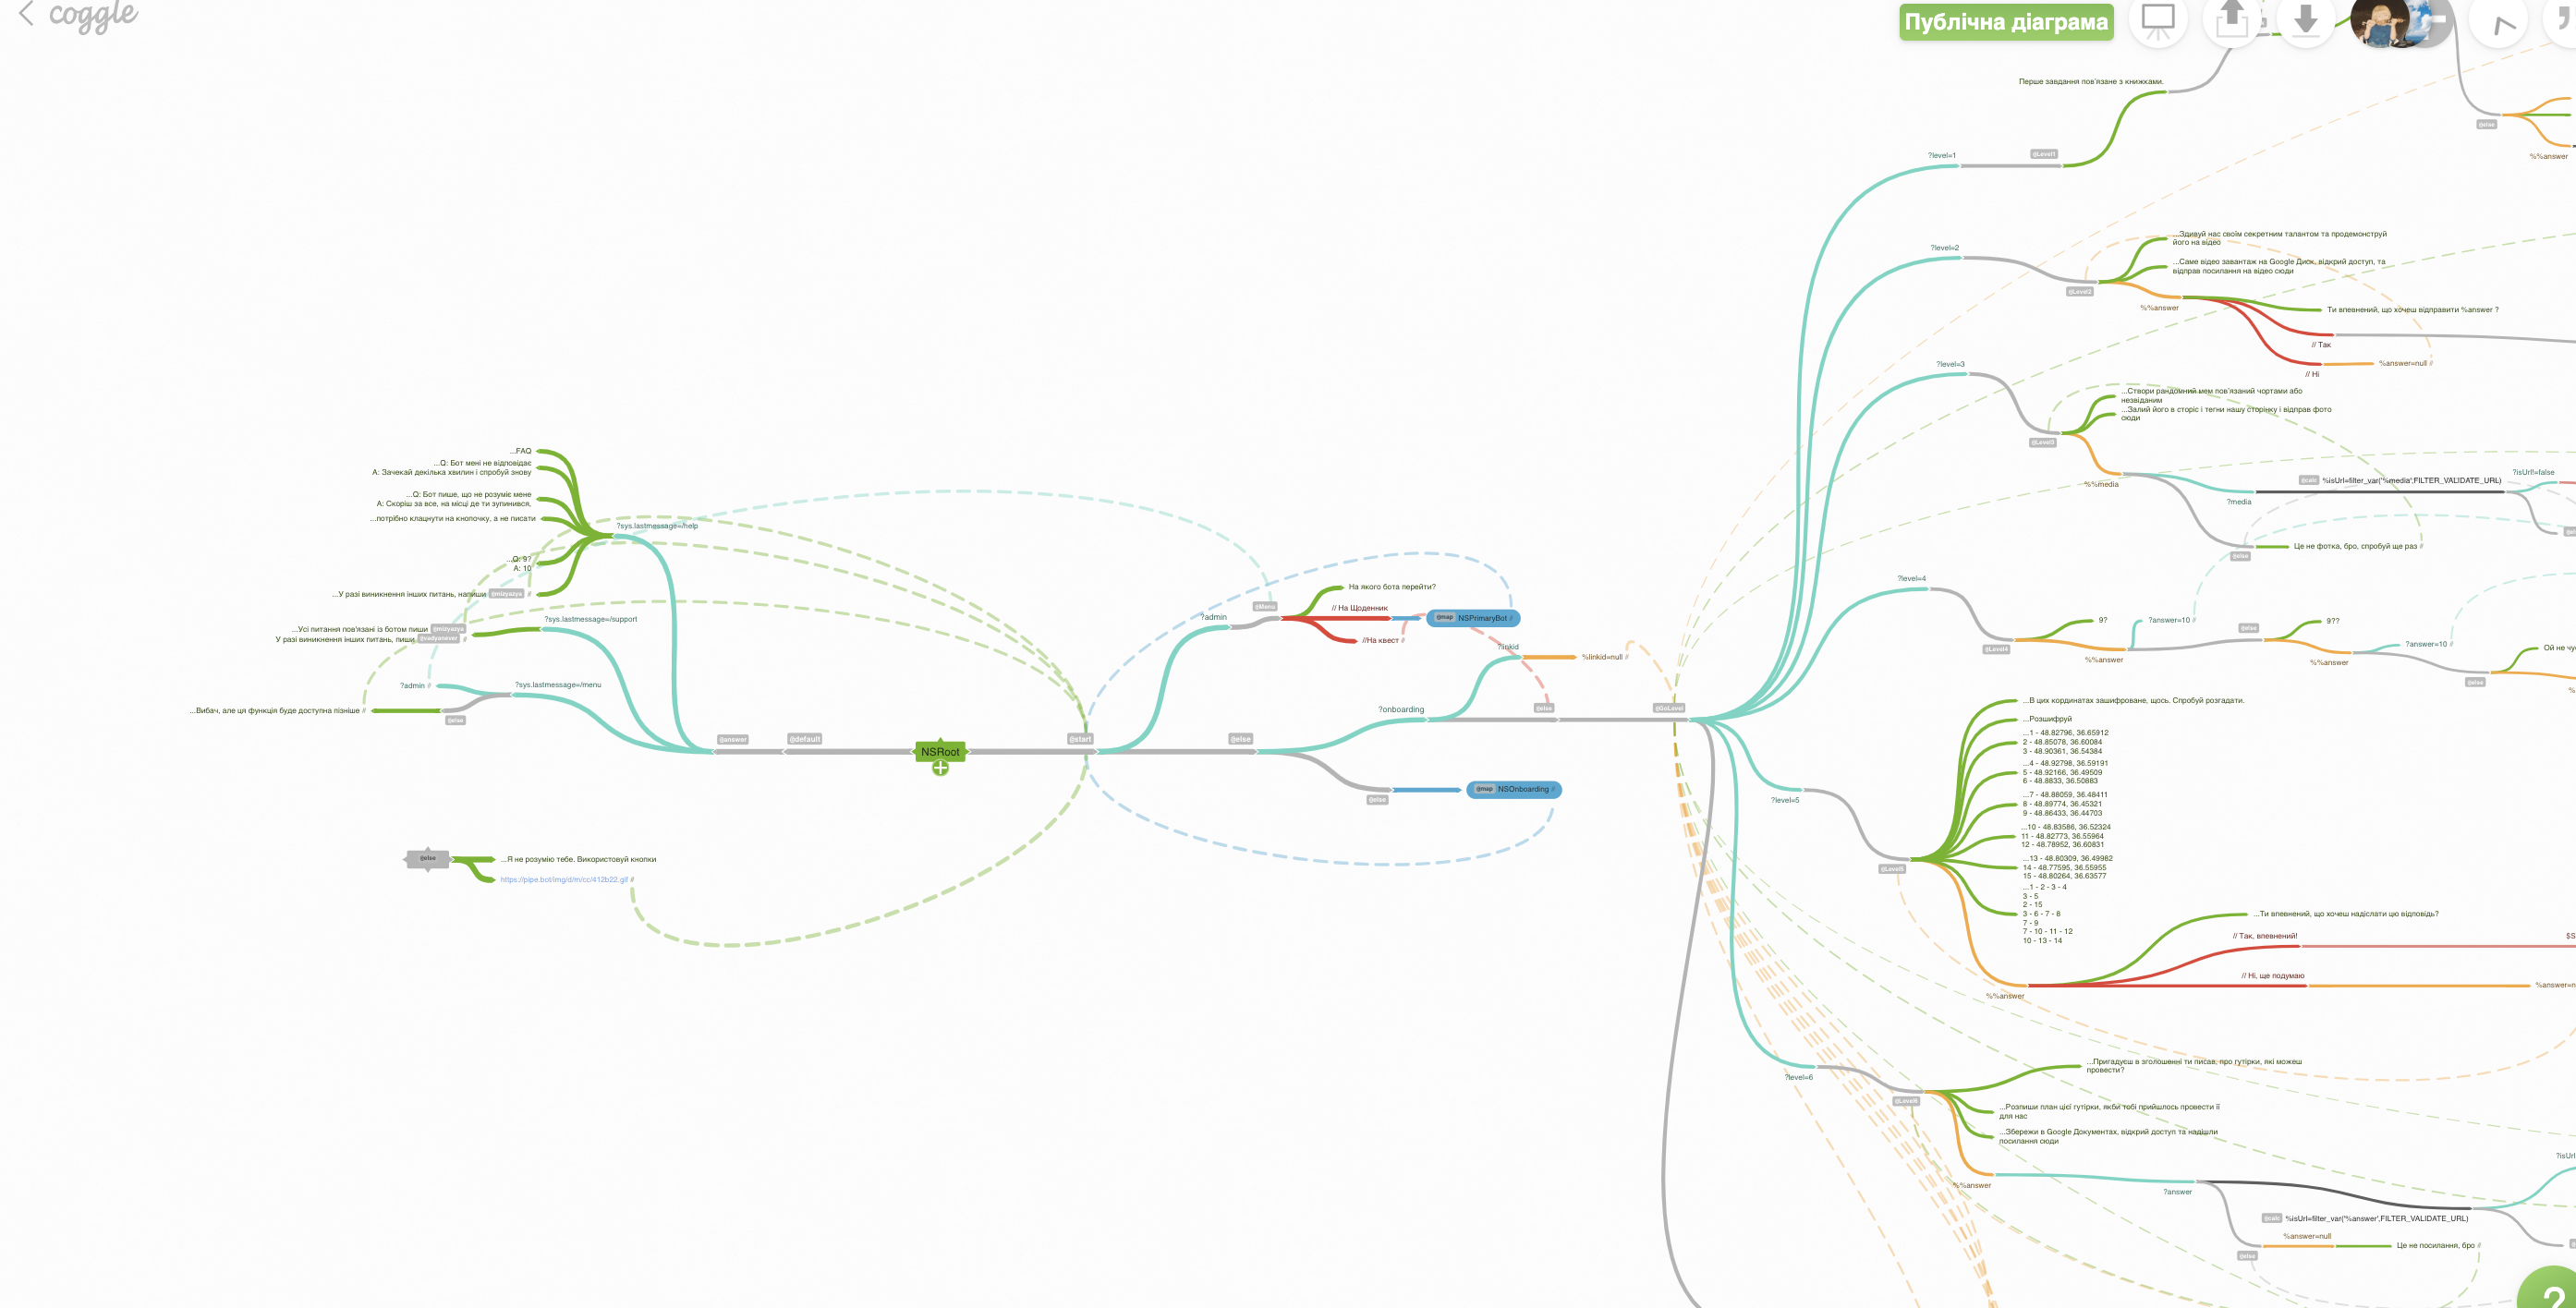 coggle
Публічна діаграма
Перше завдання пов'язане з книжками.
@else
%%answer
?level=1
@Level1
?level=2
@Level2
...Здивуй нас своїм секретним талантом та продемонструй
його на відео
...Саме відео завантаж на Google Диск, відкрий доступ, та
відправ посилання на відео сюди
%%answer
Ти впевнений, що хочеш відправити %answer ?
// Так
// Ні
%answer=null #
?level=3
@Level3
...Створи рандомний мем пов'язаний чортами або
незвіданим
...Залий його в сторіс і тегни нашу сторінку і відправ фото
сюди
%%media
?media
@calc %isUrl=filter_var('%media',FILTER_VALIDATE_URL)
?isUrl!=false
@else
Це не фотка, бро, спробуй ще раз #
?level=4
@Level4
9?
%%answer
?answer=10 #
@else
9??
%%answer
?answer=10 #
@else
Ой не чу
...FAQ
...Q: Бот мені не відповідає
A: Зачекай декілька хвилин і спробуй знову
...Q: Бот пише, що не розуміє мене
A: Скоріш за все, на місці де ти зупинився,
...потрібно клацнути на кнопочку, а не писати
...Q: 9?
A: 10
...У разі виникнення інших питань, напиши @mizyazya #
?sys.lastmessage=/help
...Усі питання пов'язані із ботом пиши @mizyazya
У разі виникнення інших питань, пиши @vadyanever #
?sys.lastmessage=/support
?admin #
?sys.lastmessage=/menu
...Вибач, але ця функція буде доступна пізніше #
@else
@answer
@default
NSRoot
@start
?admin
@Menu
На якого бота перейти?
// На Щоденник
@map NSPrimaryBot #
//На квест #
@else
?onboarding
?linkid
%linkid=null #
@else
@GoLevel
@else
@map NSOnboarding #
@else
...Я не розумію тебе. Використовуй кнопки
https://pipe.bot/img/d/m/cc/412b22.gif #
?level=5
@Level5
...В цих кординатах зашифроване, щось. Спробуй розгадати.
...Розшифруй
...1 - 48.82796, 36.65912
2 - 48.85078, 36.60084
3 - 48.90361, 36.54384
...4 - 48.92798, 36.59191
5 - 48.92166, 36.49509
6 - 48.8833, 36.50883
...7 - 48.88059, 36.48411
8 - 48.89774, 36.45321
9 - 48.86433, 36.44703
...10 - 48.83586, 36.52324
11 - 48.82773, 36.55964
12 - 48.78952, 36.60831
...13 - 48.80309, 36.49982
14 - 48.77595, 36.55955
15 - 48.80264, 36.63577
...1 - 2 - 3 - 4
3 - 5
2 - 15
3 - 6 - 7 - 8
7 - 9
7 - 10 - 11 - 12
10 - 13 - 14
%%answer
...Ти впевнений, що хочеш надіслати цю відповідь?
// Так, впевнений!
$S
// Ні, ще подумаю
%answer=n
?level=6
@Level6
...Пригадуєш в зголошенні ти писав, про гутірки, які можеш
провести?
...Розпиши план цієї гутірки, якби тобі прийшлось провести її
для нас
...Збережи в Google Документах, відкрий доступ та надішли
посилання сюди
%%answer
?answer
?isUrl
@calc %isUrl=filter_var('%answer',FILTER_VALIDATE_URL)
@else
%answer=null
Це не посилання, бро #
?